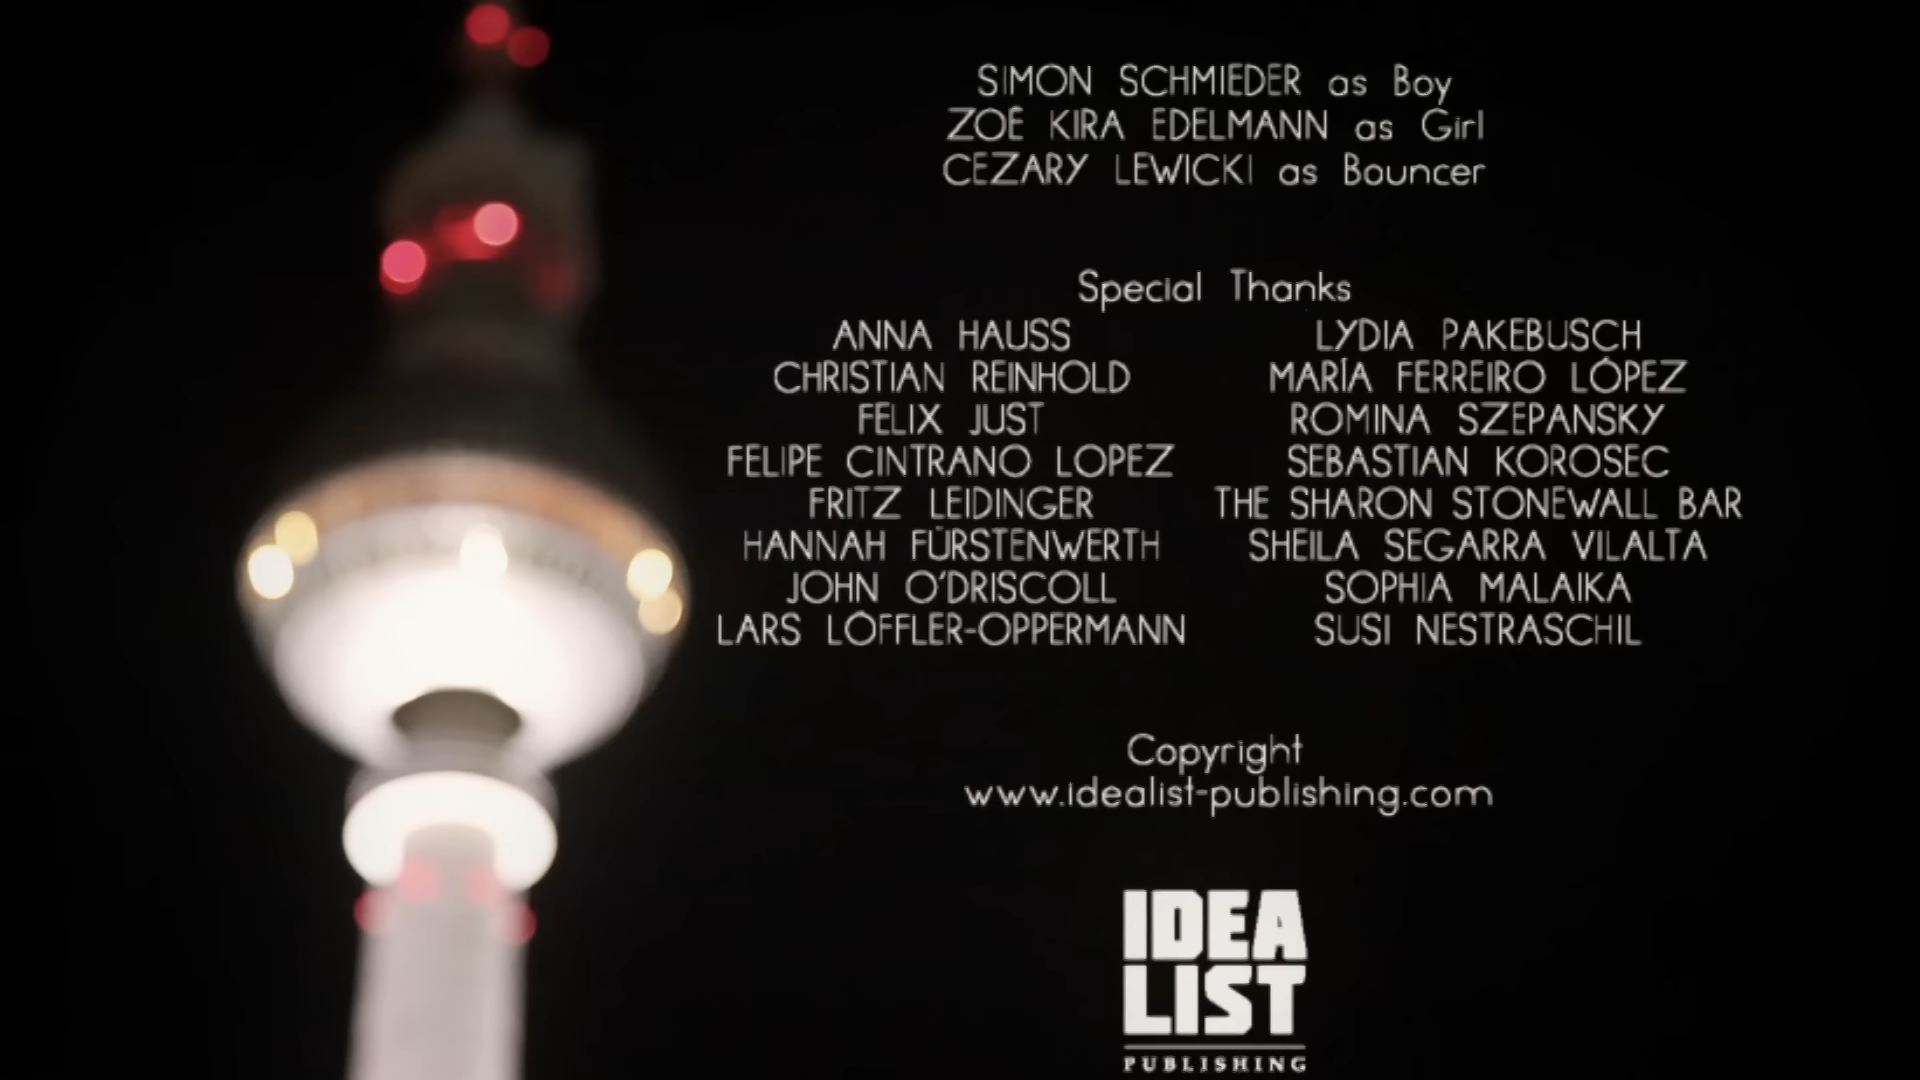 SIMON SCHMIEDER as Boy
ZOÉ KIRA EDELMANN as Girl
CEZARY LEWICKI as Bouncer
Special Thanks
ANNA HAUSS
CHRISTIAN REINHOLD
FELIX JUST
FELIPE CINTRANO LOPEZ
FRITZ LEIDINGER
HANNAH FÜRSTENWERTH
JOHN O'DRISCOLL
LARS LÖFFLER-OPPERMANN
LYDIA PAKEBUSCH
MARÍA FERREIRO LÓPEZ
ROMINA SZEPANSKY
SEBASTIAN KOROSEC
THE SHARON STONEWALL BAR
SHEILA SEGARRA VILALTA
SOPHIA MALAIKA
SUSI NESTRASCHIL
Copyright
www.idealist-publishing.com
IDEA
LIST
PUBLISHING